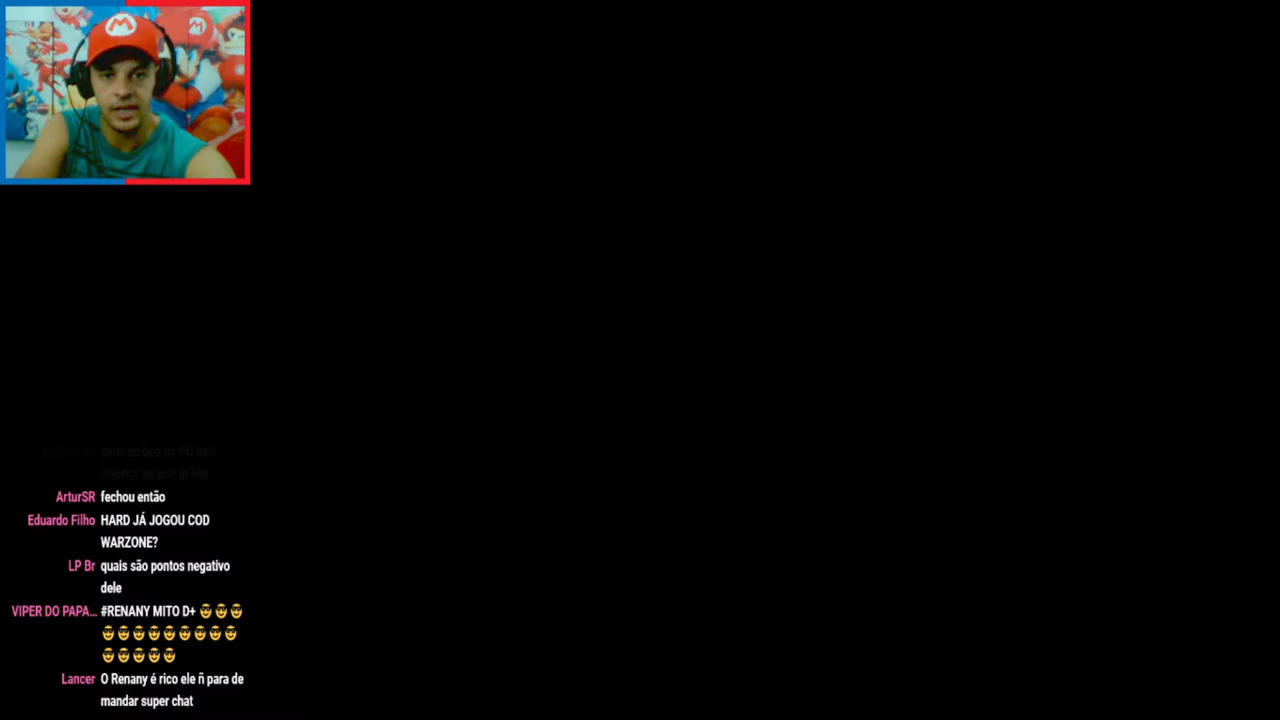 M
M
ArturSR fechou então
Eduardo Filho HARD JÁ JOGOU COD
WARZONE?
LP Br quais são pontos negativo
dele
VIPER DO PAPA... #RENANY MITO D+ 😎😎😎
😎😎😎😎😎😎😎😎😎
😎😎😎😎😎
Lancer O Renany é rico ele ñ para de
mandar super chat